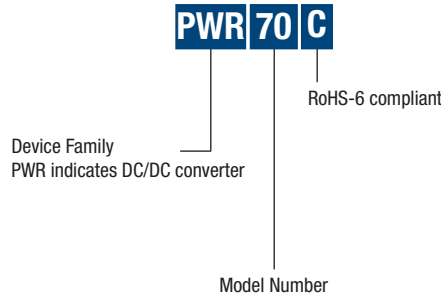 PWR 70 C
RoHS-6 compliant
Device Family
PWR indicates DC/DC converter
Model Number